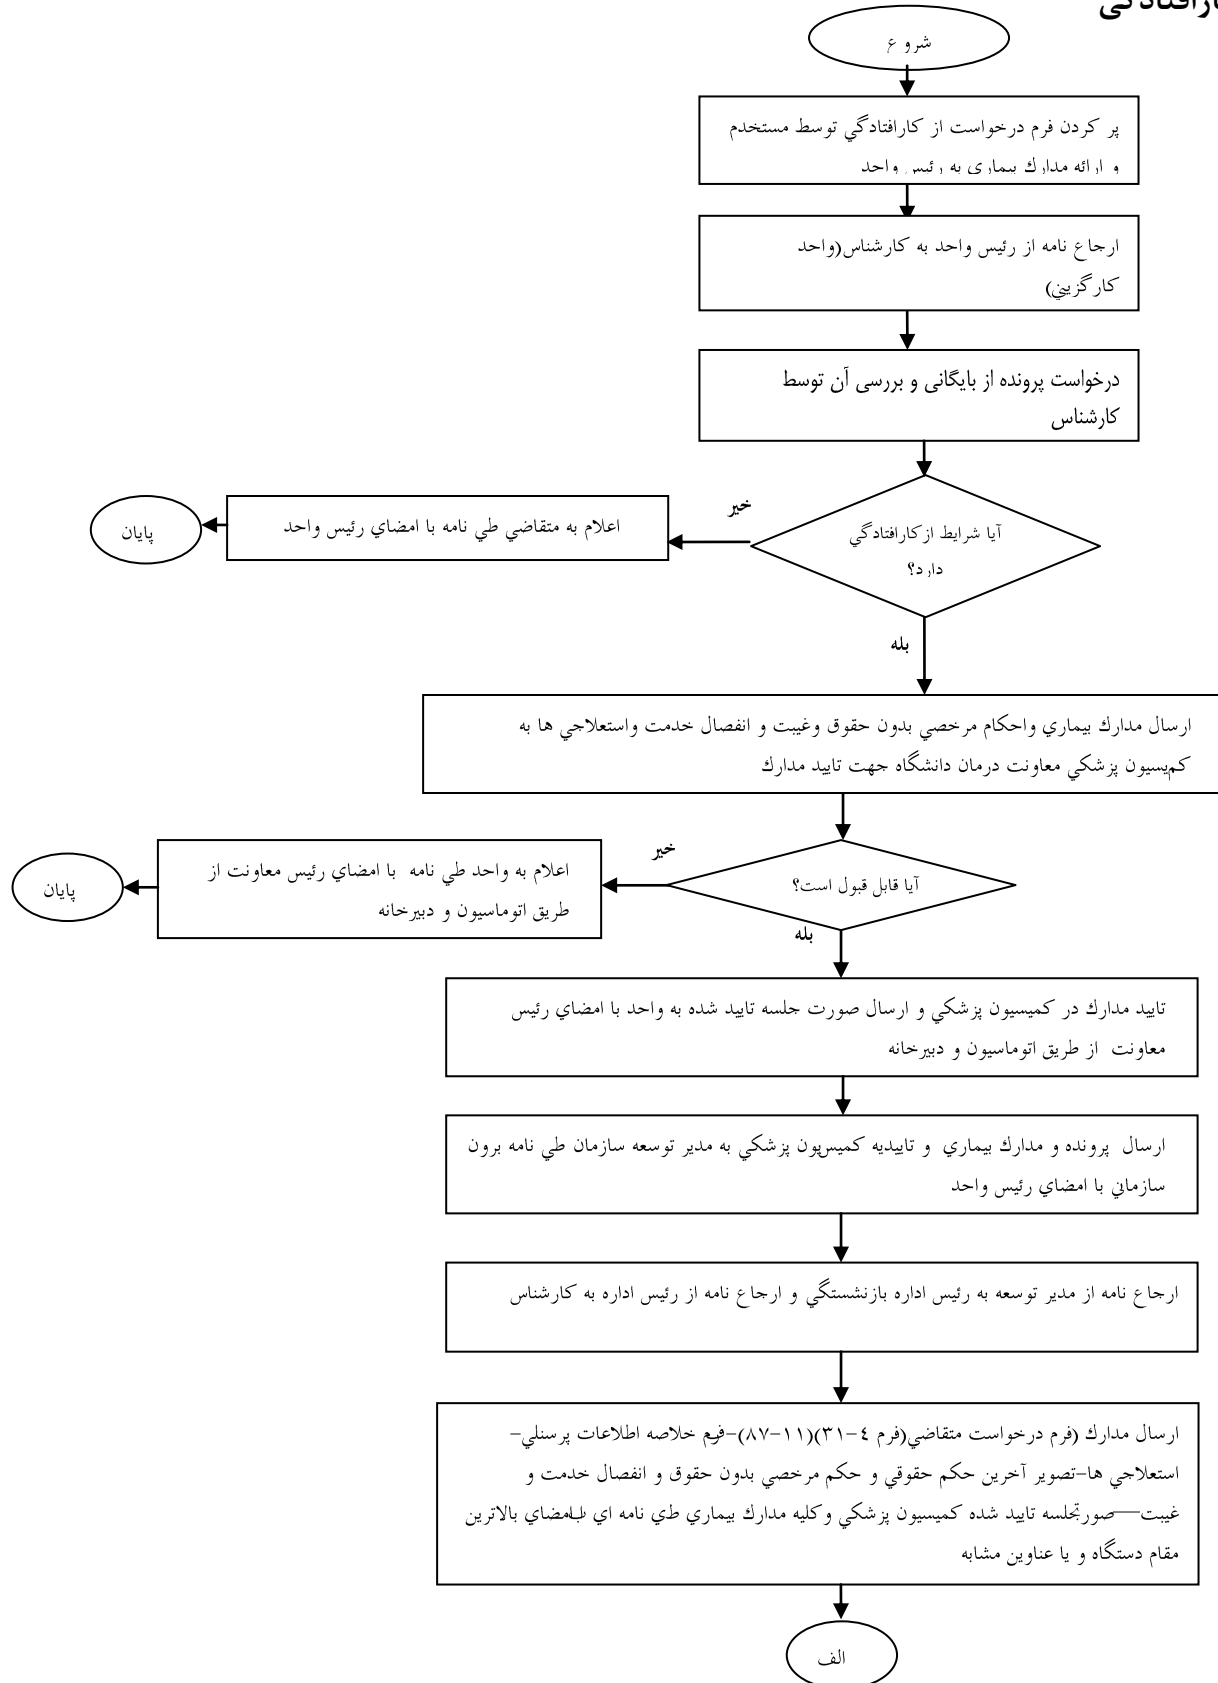 شروع
پر كردن فرم درخواست از كارافتادگي توسط مستخدم
و ارائه مدارك بيماري به رئيس واحد
ارجاع نامه از رئيس واحد به كارشناس(واحد
كارگزيني)
درخواست پرونده از بایگانی و بررسی آن توسط
کارشناس
آيا شرايط ازكارافتادگي
دارد؟
خير
اعلام به متقاضي طي نامه با امضاي رئيس واحد
پايان
بله
ارسال مدارك بيماري واحكام مرخصي بدون حقوق وغيبت و انفصال خدمت واستعلاجي ها به
كميسيون پزشكي معاونت درمان دانشگاه جهت تاييد مدارك
آيا قابل قبول است؟
خير
اعلام به واحد طي نامه با امضاي رئيس معاونت از
طريق اتوماسيون و دبيرخانه
پايان
بله
تاييد مدارك در كميسيون پزشكي و ارسال صورت جلسه تاييد شده به واحد با امضاي رئيس
معاونت از طريق اتوماسيون و دبيرخانه
ارسال پرونده و مدارك بيماري و تاييديه كميسيون پزشكي به مدير توسعه سازمان طي نامه برون
سازماني با امضاي رئيس واحد
ارجاع نامه از مدير توسعه به رئيس اداره بازنشستگي و ارجاع نامه از رئيس اداره به كارشناس
ارسال مدارك (فرم درخواست متقاضي(فرم ٤-٣١)(١١-٨٧)-فرم خلاصه اطلاعات پرسنلي-
استعلاجي ها-تصوير آخرين حكم حقوقي و حكم مرخصي بدون حقوق و انفصال خدمت و
غيبت-صورتجلسه تاييد شده كميسيون پزشكي وكليه مدارك بيماري طي نامه اي باامضاي بالاترين
مقام دستگاه و يا عناوين مشابه
الف